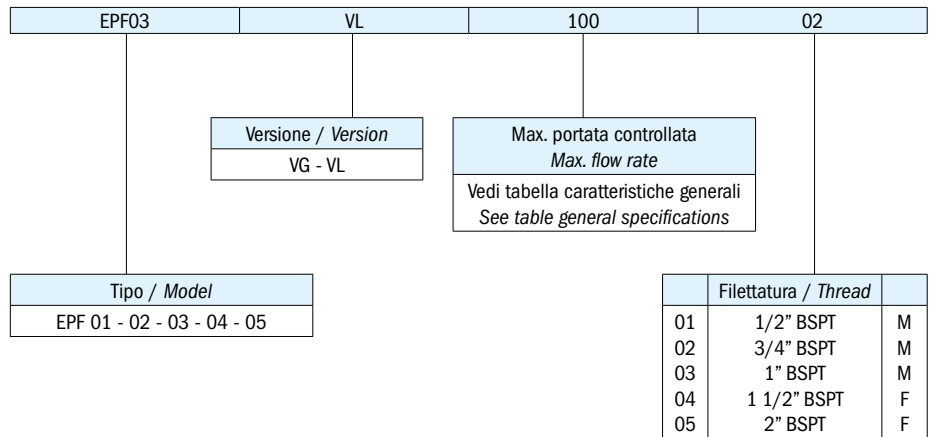 EPF03 VL 100 02
Versione / Version
VG - VL
Max. portata controllata
Max. flow rate
Vedi tabella caratteristiche generali
See table general specifications
Tipo / Model
EPF 01 - 02 - 03 - 04 - 05
Filettatura / Thread
01 1/2” BSPT M
02 3/4” BSPT M
03 1” BSPT M
04 1 1/2” BSPT F
05 2” BSPT F